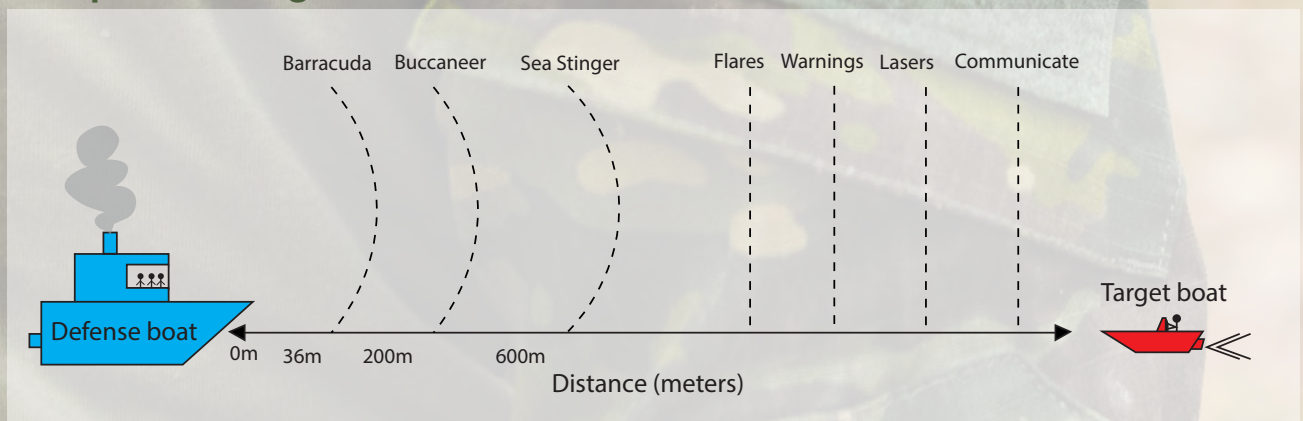 Barracuda Buccaneer Sea Stinger Flares Warnings Lasers Communicate
Target boat
Defense boat
0m 36m 200m 600m
Distance (meters)